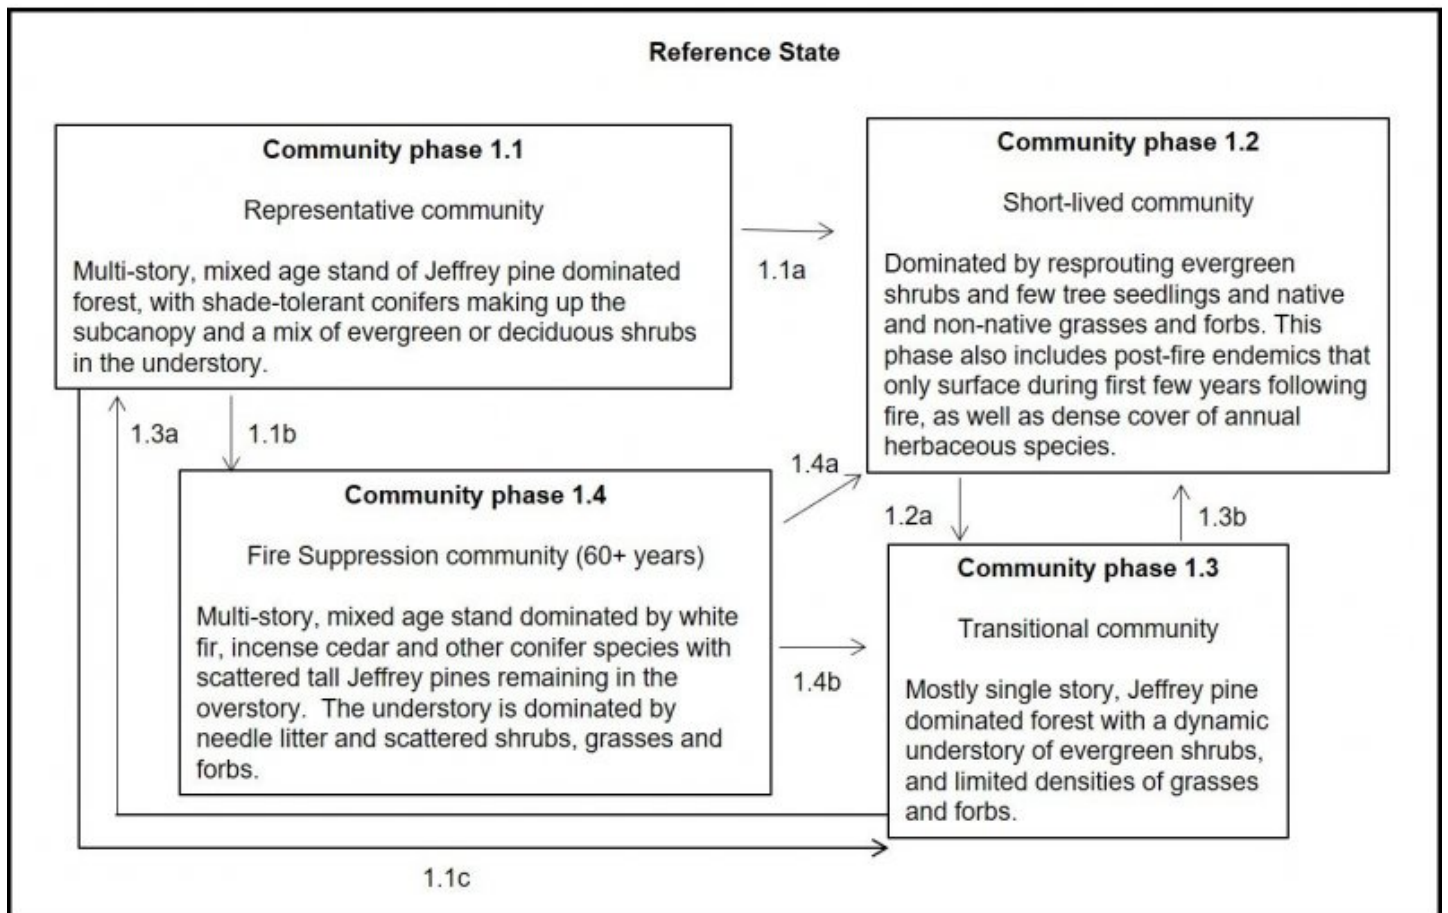 Reference State
Community phase 1.1
Representative community
Multi-story, mixed age stand of Jeffrey pine dominated
forest, with shade-tolerant conifers making up the
subcanopy and a mix of evergreen or deciduous shrubs
in the understory.
1.1a
Community phase 1.2
Short-lived community
Dominated by resprouting evergreen
shrubs and few tree seedlings and native
and non-native grasses and forbs. This
phase also includes post-fire endemics that
only surface during first few years following
fire, as well as dense cover of annual
herbaceous species.
1.3a
1.1b
1.4a
1.2a
1.3b
Community phase 1.4
Fire Suppression community (60+ years)
Multi-story, mixed age stand dominated by white
fir, incense cedar and other conifer species with
scattered tall Jeffrey pines remaining in the
overstory.  The understory is dominated by
needle litter and scattered shrubs, grasses and
forbs.
1.4b
Community phase 1.3
Transitional community
Mostly single story, Jeffrey pine
dominated forest with a dynamic
understory of evergreen shrubs,
and limited densities of grasses
and forbs.
1.1c